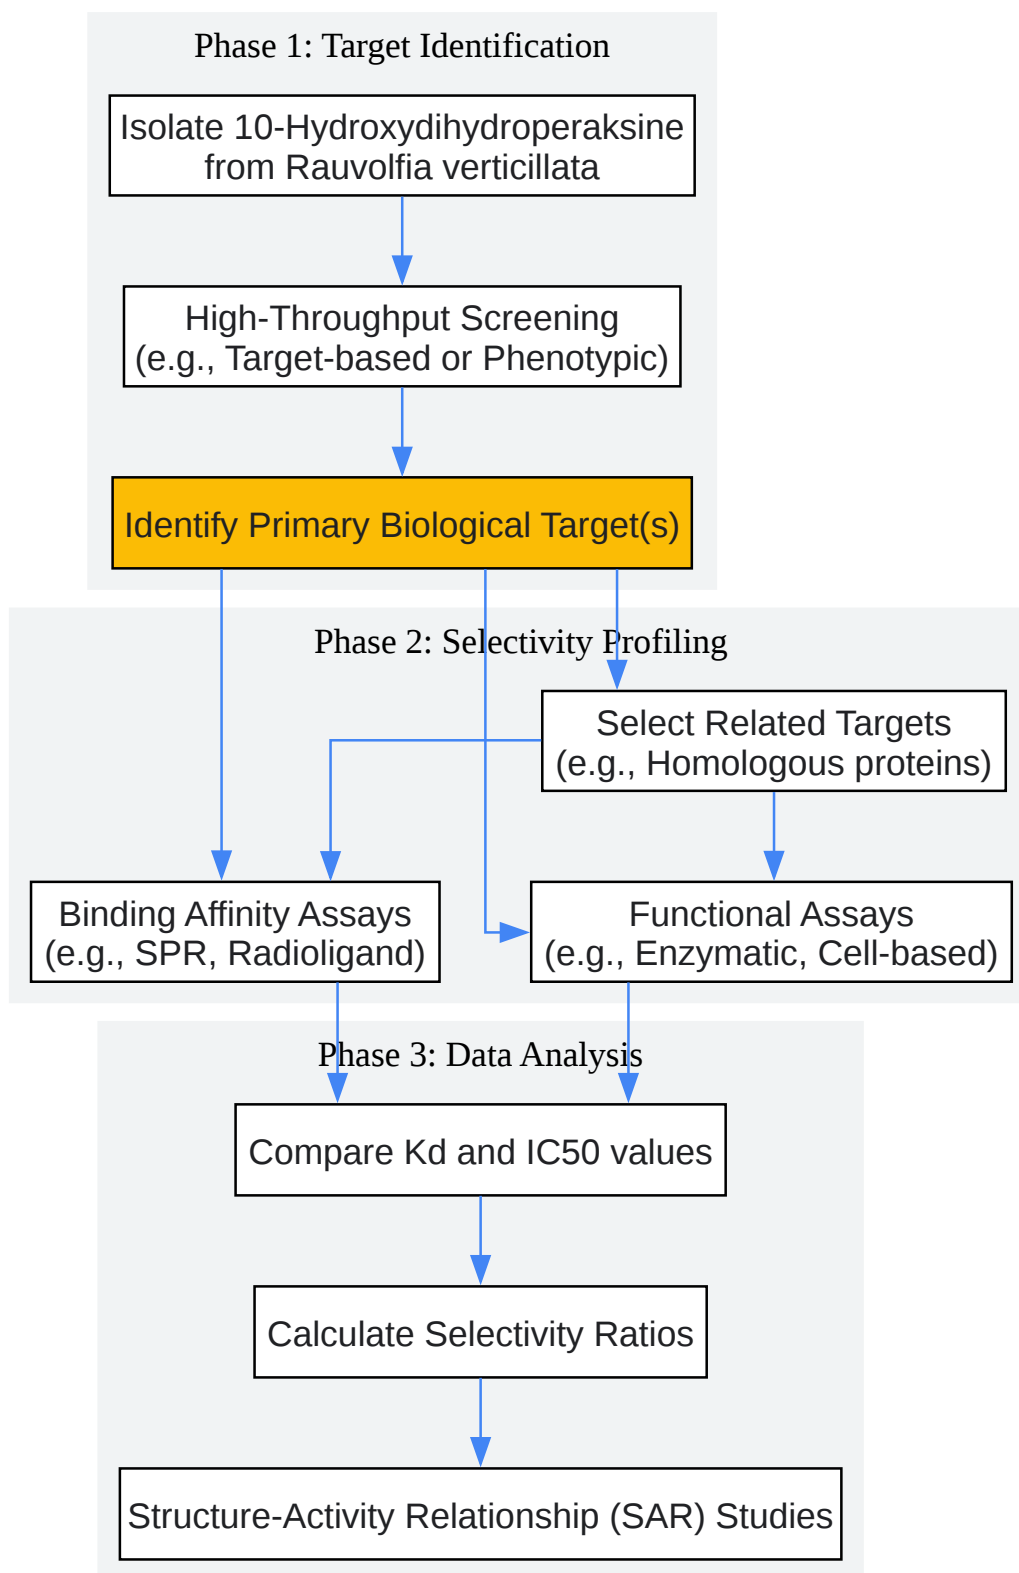 Phase 1: Target Identification
Isolate 10-Hydroxydihydroperaksine
from Rauvolfia verticillata
High-Throughput Screening
(e.g., Target-based or Phenotypic)
Identify Primary Biological Target(s)
Phase 2: Selectivity Profiling
Select Related Targets
(e.g., Homologous proteins)
Binding Affinity Assays
(e.g., SPR, Radioligand)
Functional Assays
(e.g., Enzymatic, Cell-based)
Phase 3: Data Analysis
Compare Kd and IC50 values
Calculate Selectivity Ratios
Structure-Activity Relationship (SAR) Studies